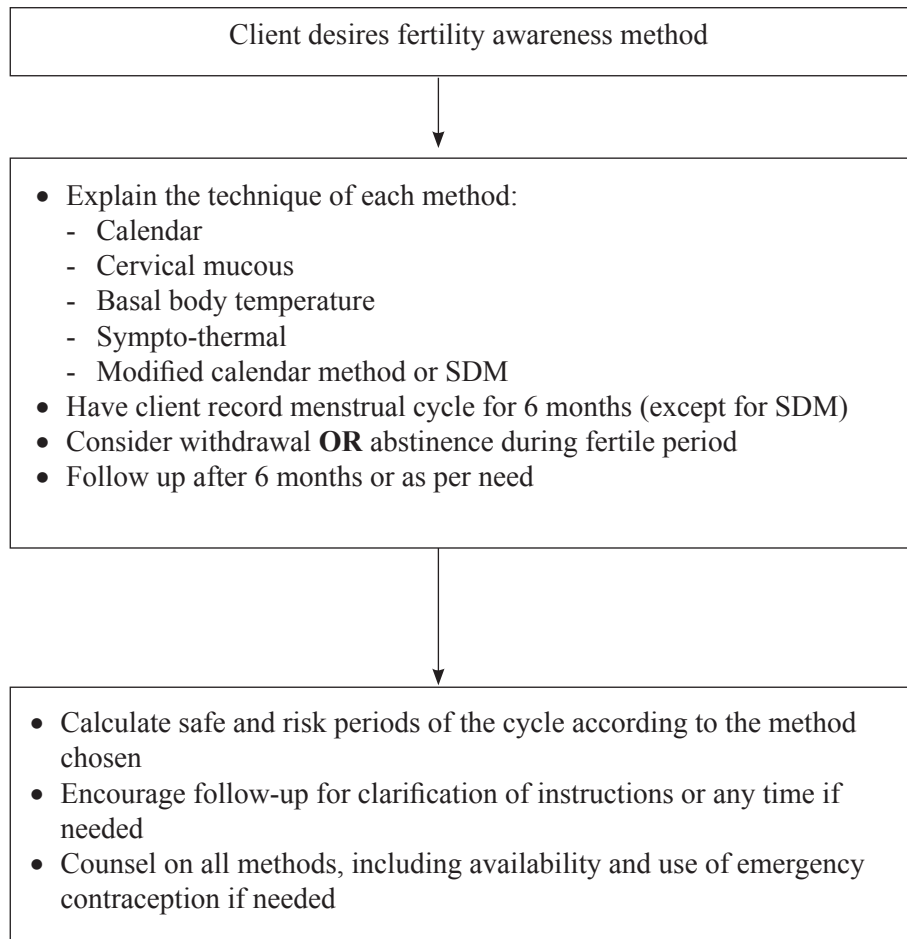 Client desires fertility awareness method
• Explain the technique of each method:
- Calendar
- Cervical mucous
- Basal body temperature
- Sympto-thermal
- Modified calendar method or SDM
• Have client record menstrual cycle for 6 months (except for SDM)
• Consider withdrawal OR abstinence during fertile period
• Follow up after 6 months or as per need
• Calculate safe and risk periods of the cycle according to the method
chosen
• Encourage follow-up for clarification of instructions or any time if
needed
• Counsel on all methods, including availability and use of emergency
contraception if needed